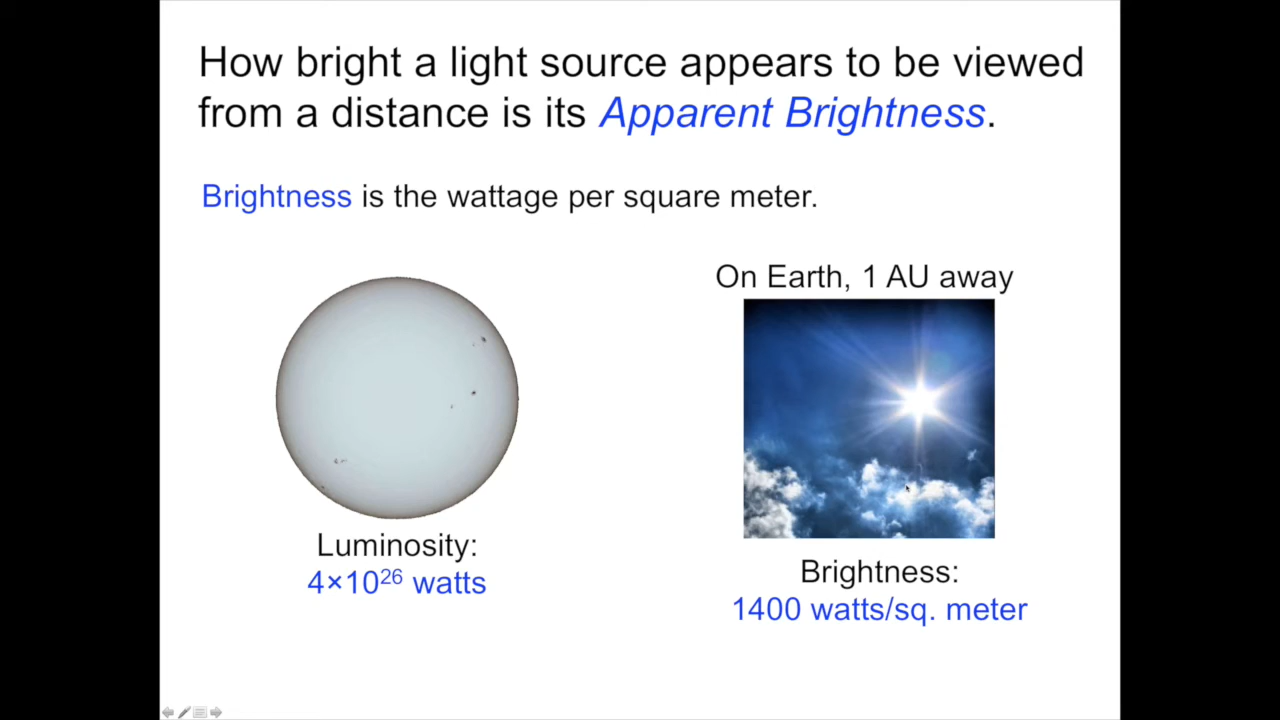 How bright a light source appears to be viewed
from a distance is its Apparent Brightness.
Brightness is the wattage per square meter.
On Earth, 1 AU away
Luminosity:
4×10²⁶ watts
Brightness:
1400 watts/sq. meter